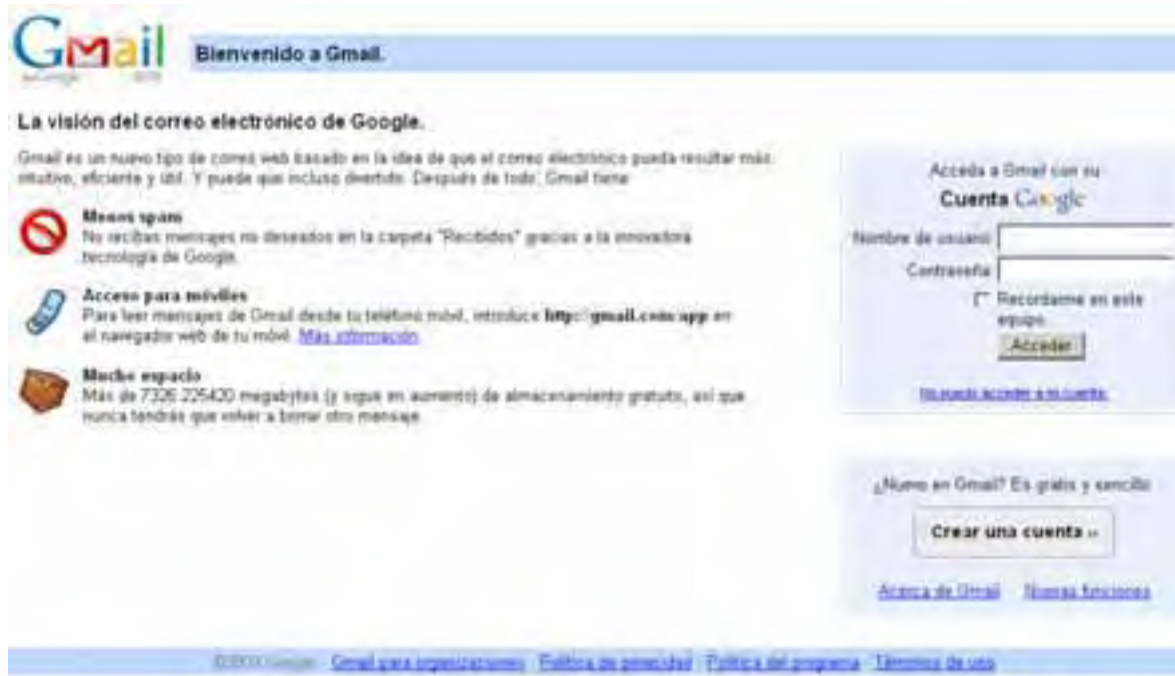 Gmail
Bienvenido a Gmail.
La visión del correo electrónico de Google.
Gmail es un nuevo tipo de correo web basado en la idea de que el correo electrónico pueda resultar más
intuitivo, eficiente y útil. Y puede que incluso divertido. Después de todo, Gmail tiene
Menos spam
No recibas mensajes no deseados en la carpeta "Recibidos" gracias a la innovadora
tecnología de Google.
Acceso para móviles
Para leer mensajes de Gmail desde tu teléfono móvil, introduce http://gmail.com/app en
el navegador web de tu móvil. Más información
Mucho espacio
Más de 7326.225420 megabytes (y sigue en aumento) de almacenamiento gratuito, así que
nunca tendrás que volver a borrar otro mensaje.
Acceda a Gmail con su
Cuenta Google
Nombre de usuario:
Contraseña:
Recordarme en este
equipo.
Acceder
No puedo acceder a mi cuenta.
¿Nuevo en Gmail? Es gratis y sencillo
Crear una cuenta »
Acerca de Gmail Nuevas funciones
Google Gmail para organizaciones Política de privacidad Política del programa Términos de uso